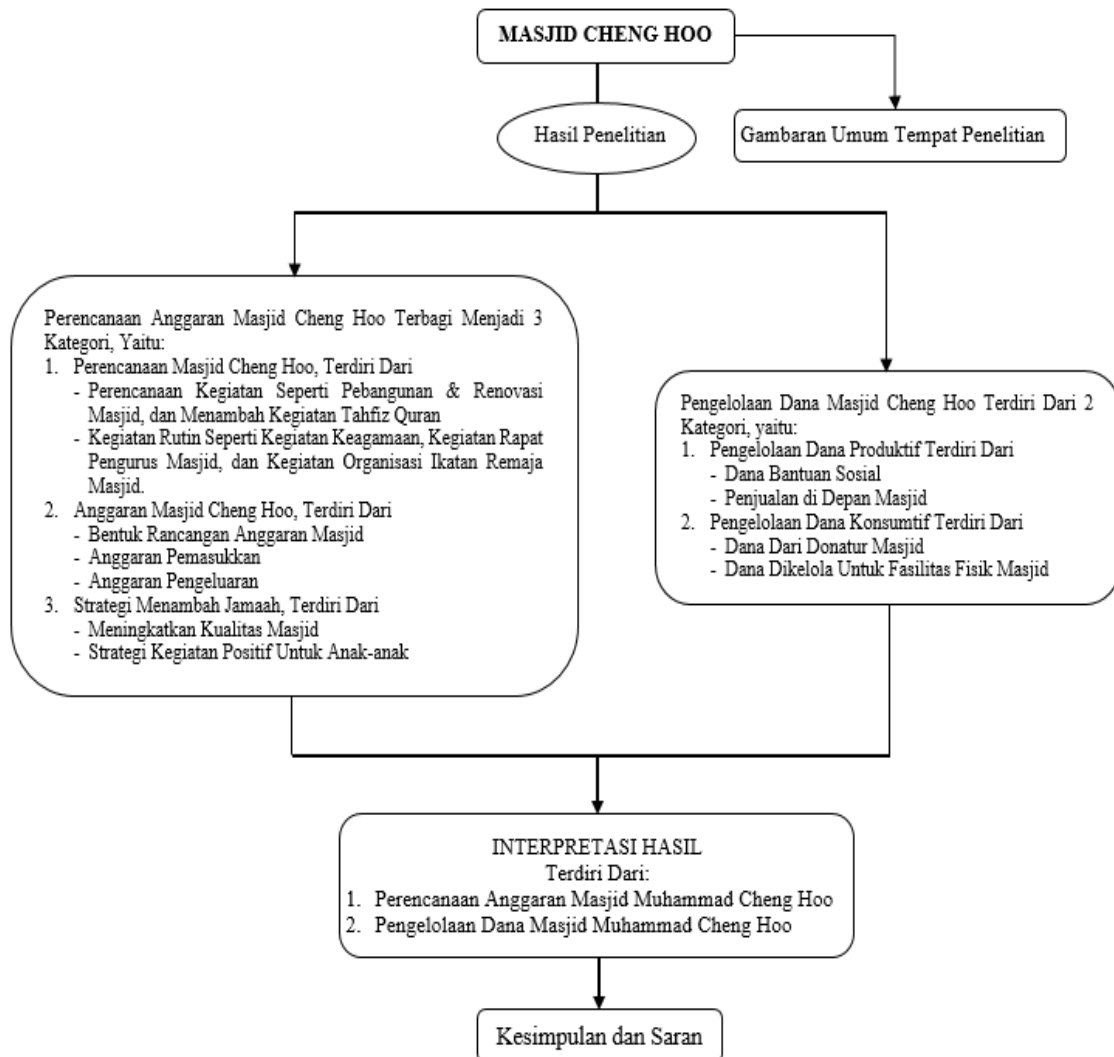 MASJID CHENG HOO
Hasil Penelitian
Gambaran Umum Tempat Penelitian
Perencanaan Anggaran Masjid Cheng Hoo Terbagi Menjadi 3
Kategori, Yaitu:
1. Perencanaan Masjid Cheng Hoo, Terdiri Dari
- Perencanaan Kegiatan Seperti Pebangunan & Renovasi
Masjid, dan Menambah Kegiatan Tahfiz Quran
- Kegiatan Rutin Seperti Kegiatan Keagamaan, Kegiatan Rapat
Pengurus Masjid, dan Kegiatan Organisasi Ikatan Remaja
Masjid.
2. Anggaran Masjid Cheng Hoo, Terdiri Dari
- Bentuk Rancangan Anggaran Masjid
- Anggaran Pemasukkan
- Anggaran Pengeluaran
3. Strategi Menambah Jamaah, Terdiri Dari
- Meningkatkan Kualitas Masjid
- Strategi Kegiatan Positif Untuk Anak-anak
Pengelolaan Dana Masjid Cheng Hoo Terdiri Dari 2
Kategori, yaitu:
1. Pengelolaan Dana Produktif Terdiri Dari
- Dana Bantuan Sosial
- Penjualan di Depan Masjid
2. Pengelolaan Dana Konsumtif Terdiri Dari
- Dana Dari Donatur Masjid
- Dana Dikelola Untuk Fasilitas Fisik Masjid
INTERPRETASI HASIL
Terdiri Dari:
1. Perencanaan Anggaran Masjid Muhammad Cheng Hoo
2. Pengelolaan Dana Masjid Muhammad Cheng Hoo
Kesimpulan dan Saran